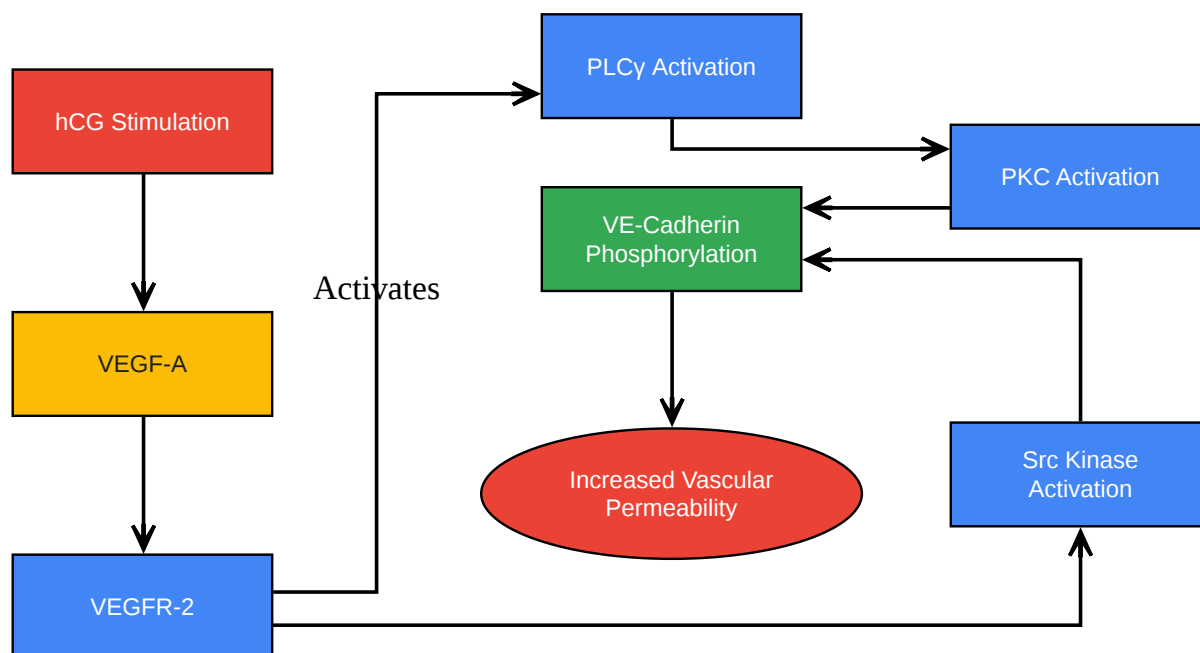 hCG Stimulation
VEGF-A
VEGFR-2
Activates
PLCγ Activation
PKC Activation
VE-Cadherin
Phosphorylation
Src Kinase
Activation
Increased Vascular
Permeability